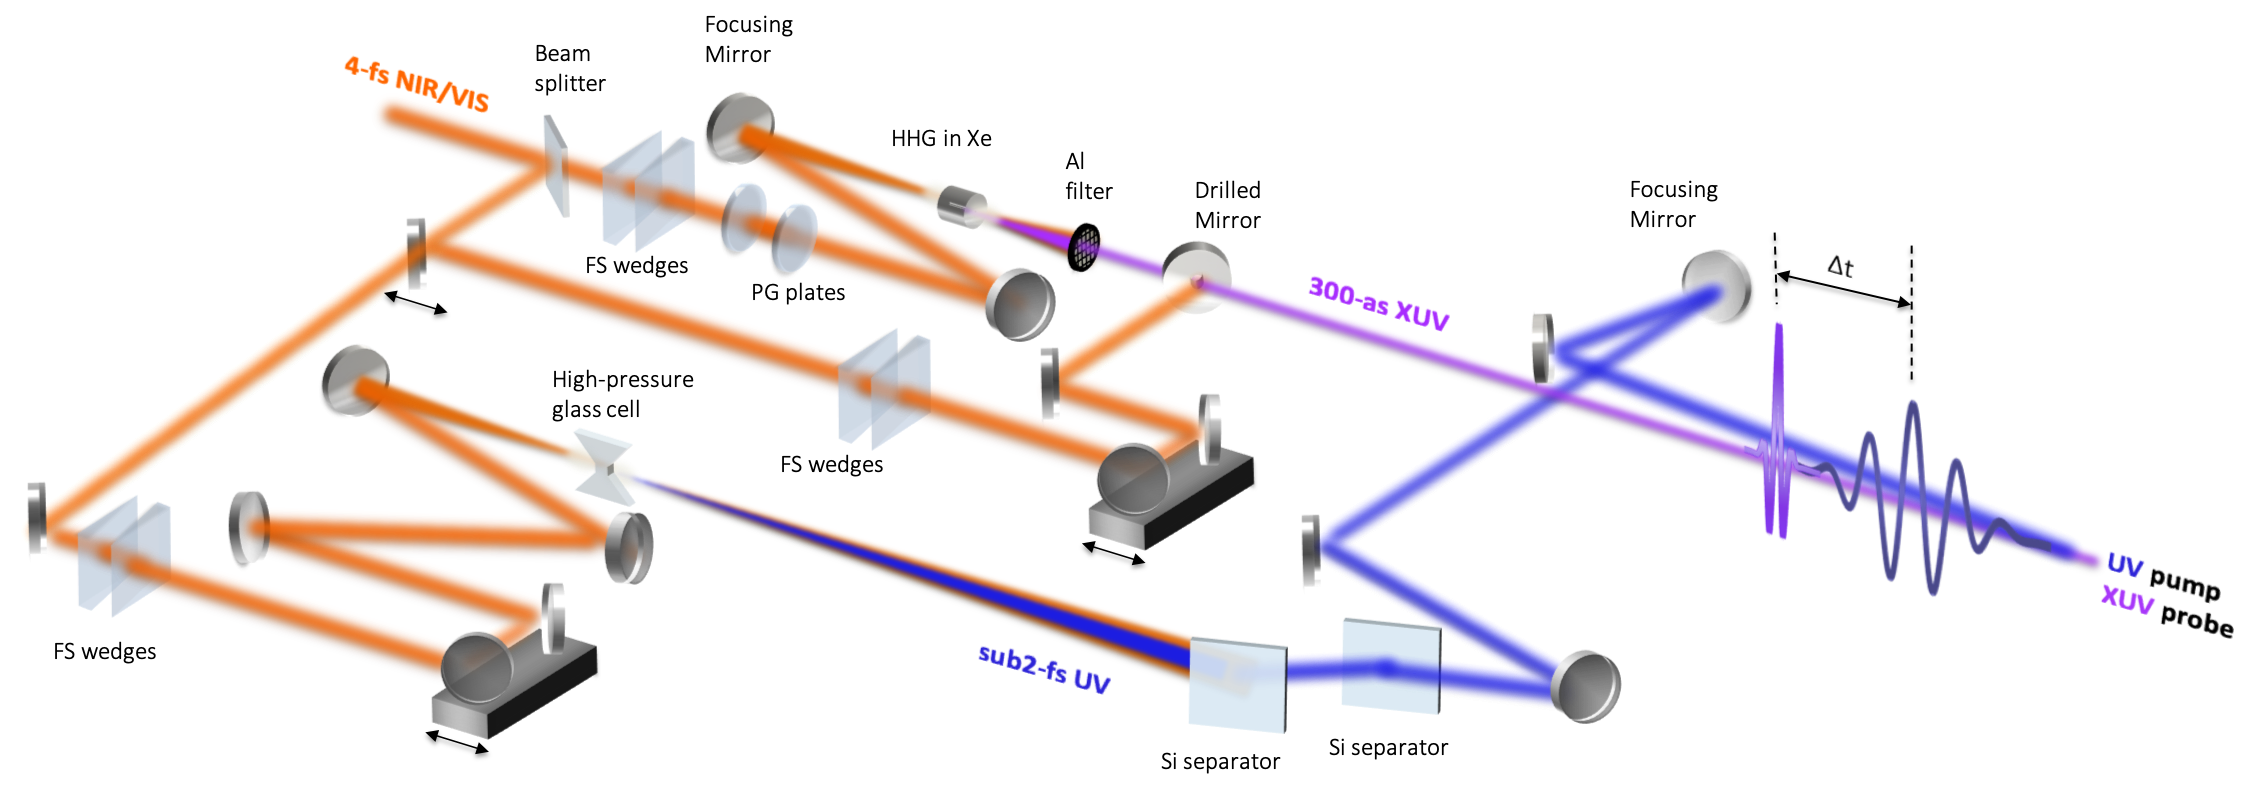 4-fs NIR/VIS
Beam
splitter
Focusing
Mirror
HHG in Xe
Al
filter
Drilled
Mirror
Focusing
Mirror
FS wedges
PG plates
300-as XUV
Δt
High-pressure
glass cell
FS wedges
FS wedges
sub2-fs UV
UV pump
XUV probe
Si separator
Si separator